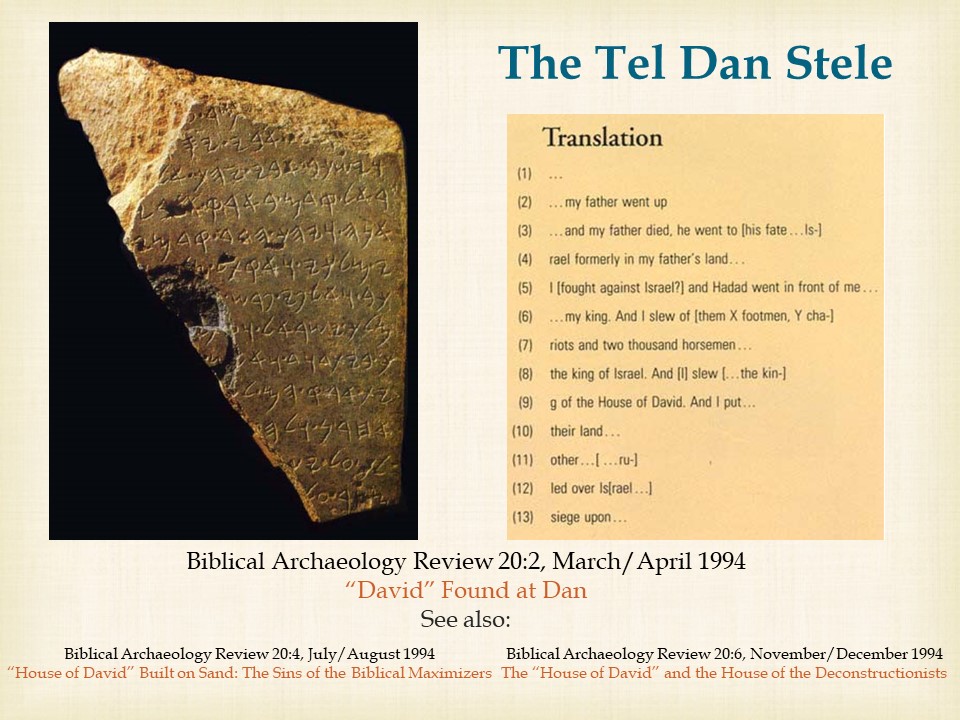 The Tel Dan Stele
Translation
(1) ...
(2) ...my father went up
(3) ...and my father died, he went to [his fate...Is-]
(4) rael formerly in my father's land...
(5) I [fought against Israel?] and Hadad went in front of me...
(6) ...my king. And I slew of [them X footmen, Y cha-]
(7) riots and two thousand horsemen...
(8) the king of Israel. And [I] slew [...the kin-]
(9) g of the House of David. And I put...
(10) their land...
(11) other...[ ...ru-]
(12) led over Is[rael...]
(13) siege upon...
Biblical Archaeology Review 20:2, March/April 1994
“David” Found at Dan
See also:
Biblical Archaeology Review 20:4, July/August 1994
“House of David” Built on Sand: The Sins of the Biblical Maximizers
Biblical Archaeology Review 20:6, November/December 1994
The “House of David” and the House of the Deconstructionists